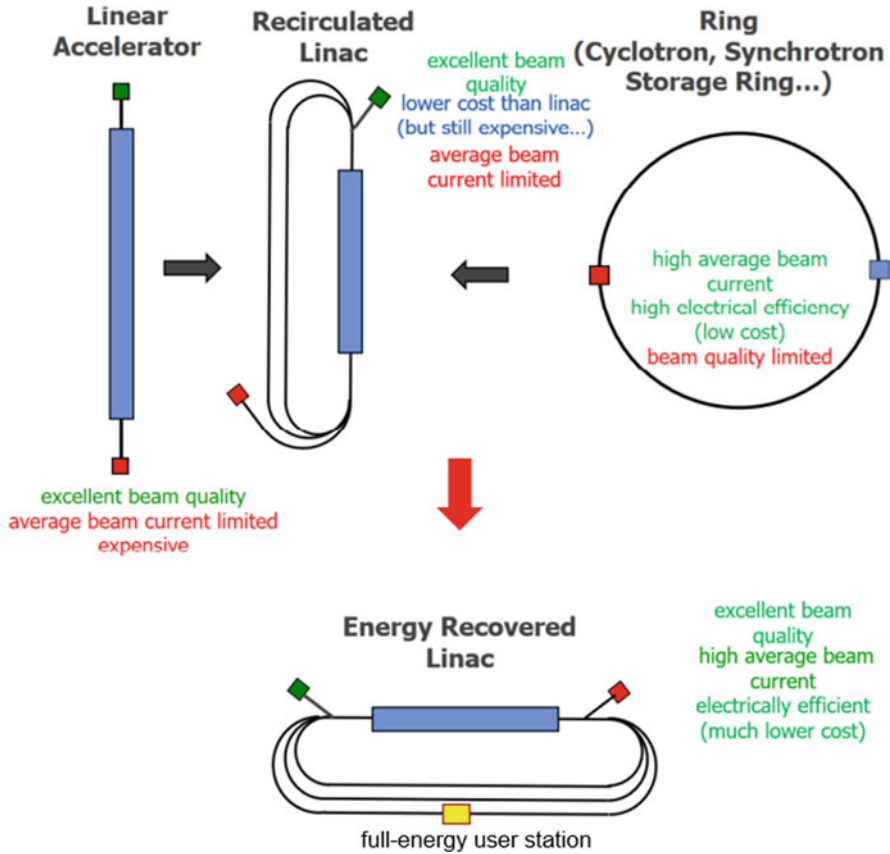 Linear
Accelerator
Recirculated
Linac
excellent beam
quality
lower cost than linac
(but still expensive...)
average beam
current limited
Ring
(Cyclotron, Synchrotron
Storage Ring...)
high average beam
current
high electrical efficiency
(low cost)
beam quality limited
excellent beam quality
average beam current limited
expensive
Energy Recovered
Linac
excellent beam
quality
high average beam
current
electrically efficient
(much lower cost)
full-energy user station